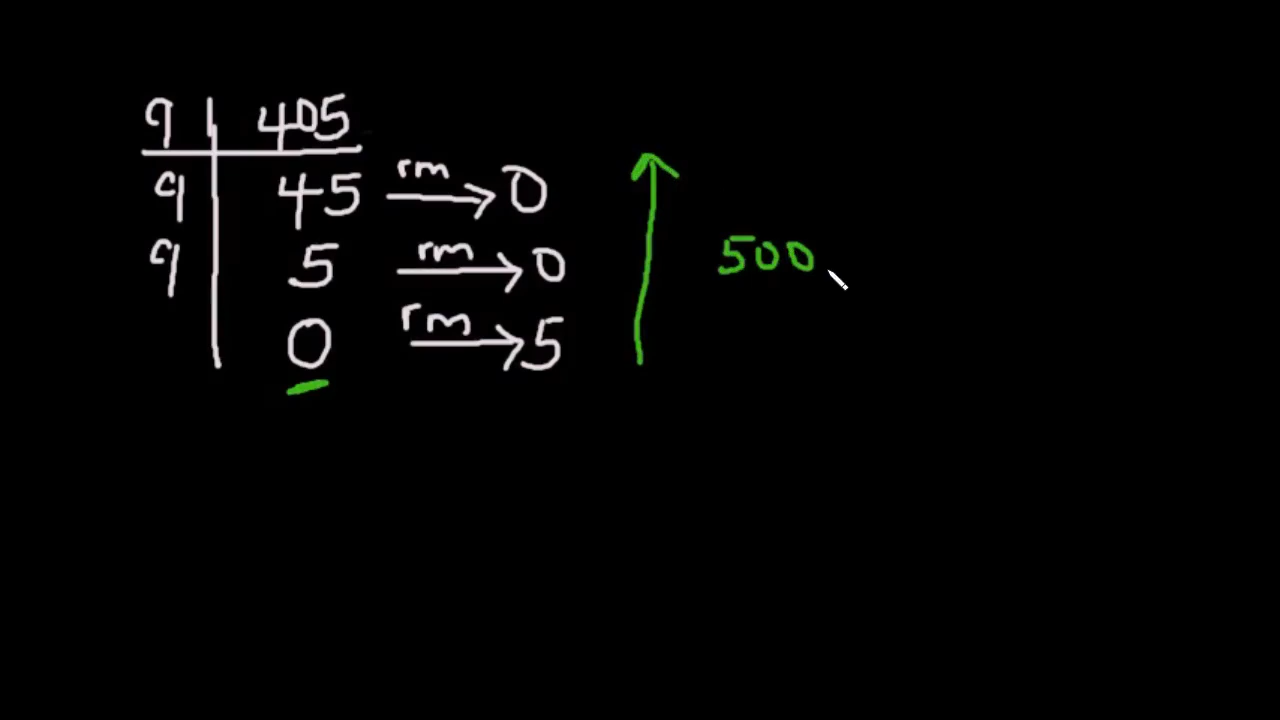 9 | 405
9 | 45 rm → 0
9 | 5 rm → 0
0 rm → 5
500